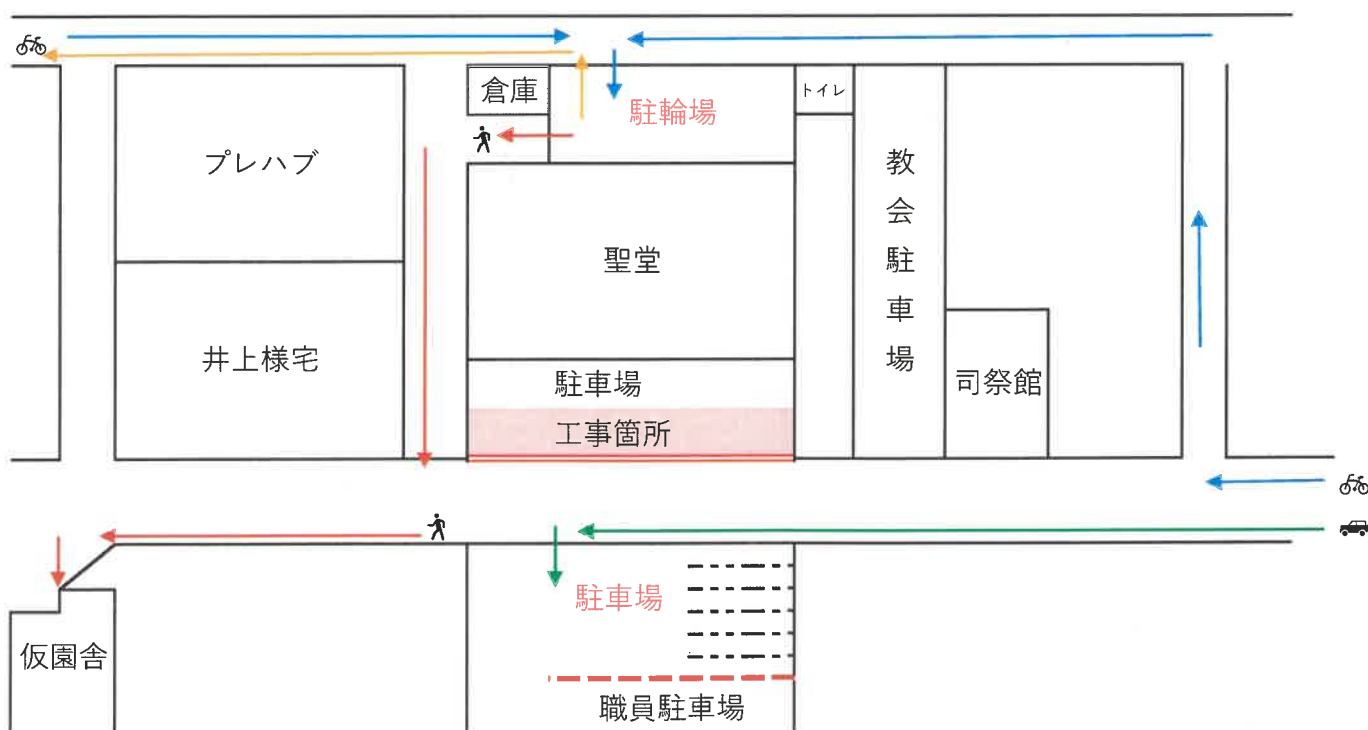 倉庫
トイレ
駐輪場
プレハブ
教会駐車場
聖堂
井上様宅
駐車場
司祭館
工事箇所
駐車場
仮園舎
職員駐車場